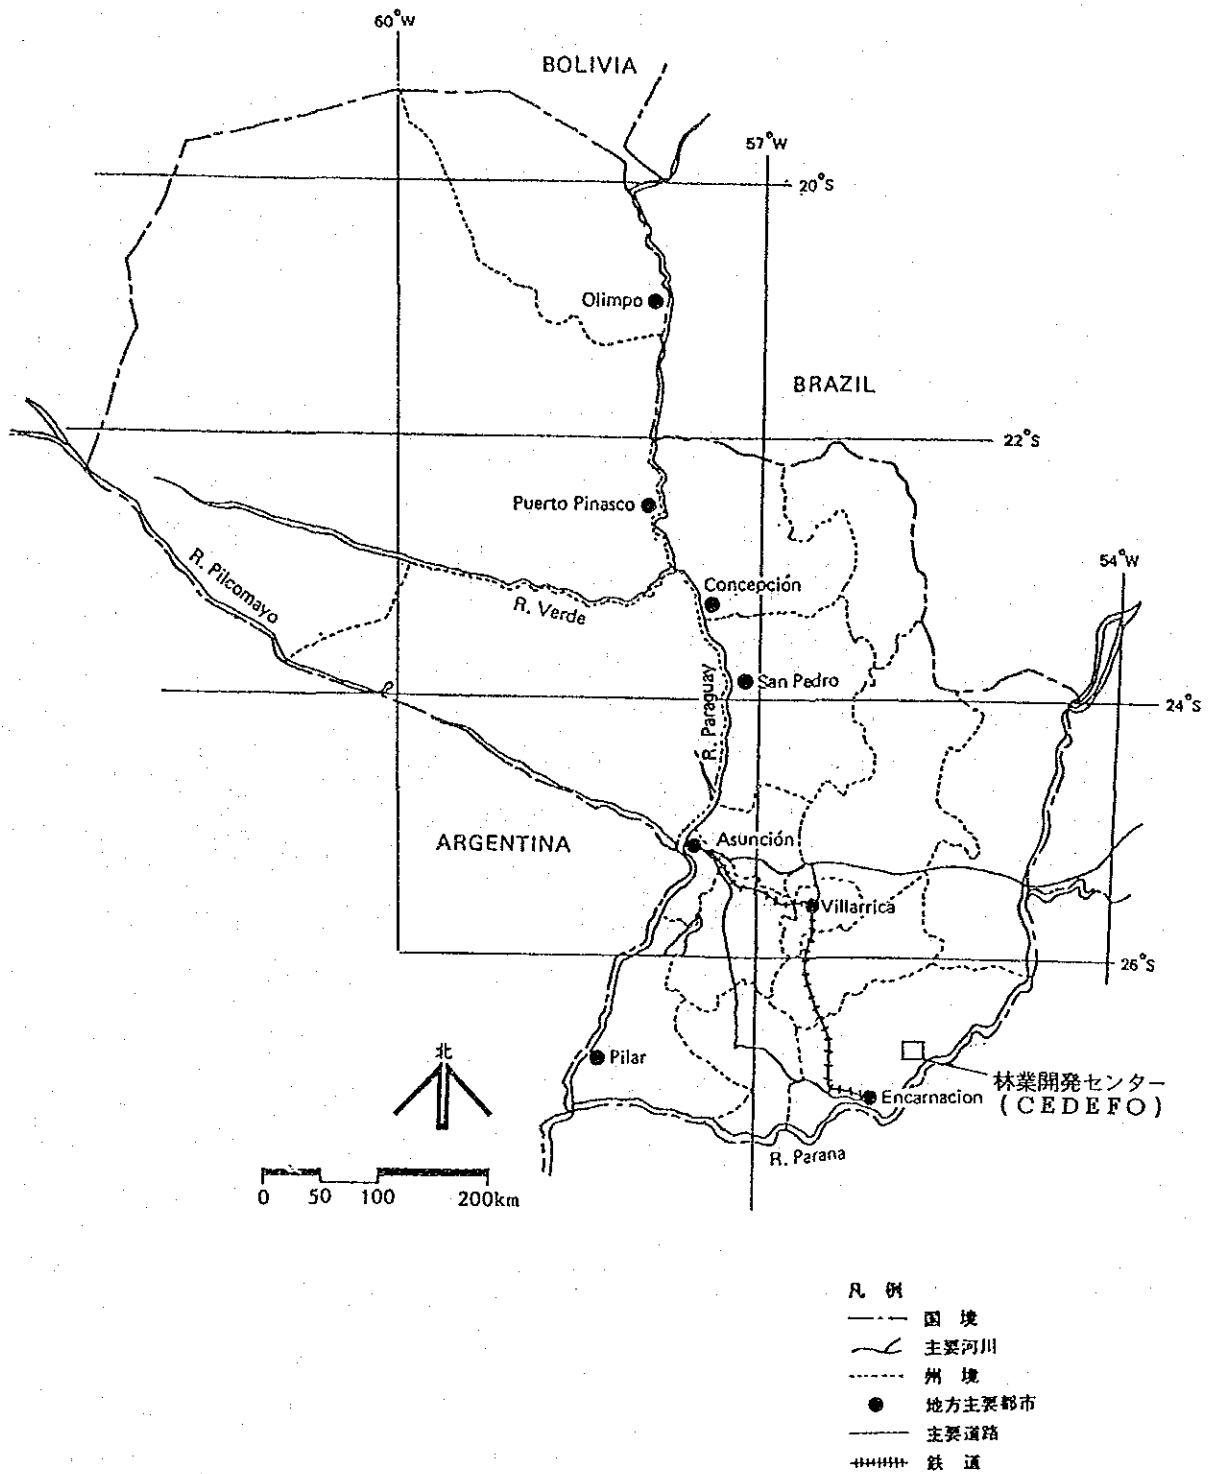 60°W
BOLIVIA
57°W
20°S
Olimpo
BRAZIL
22°S
Puerto Pinasco
54°W
R. Pilcomayo
Concepción
R. Verde
San Pedro
R. Paraguay
24°S
ARGENTINA
Asunción
Villarrica
26°S
北
Pilar
林業開発センター
(CEDEFO)
Encarnacion
R. Parana
0 50 100 200km
凡 例
国 境
主要河川
州 境
地方主要都市
主要道路
鉄 道